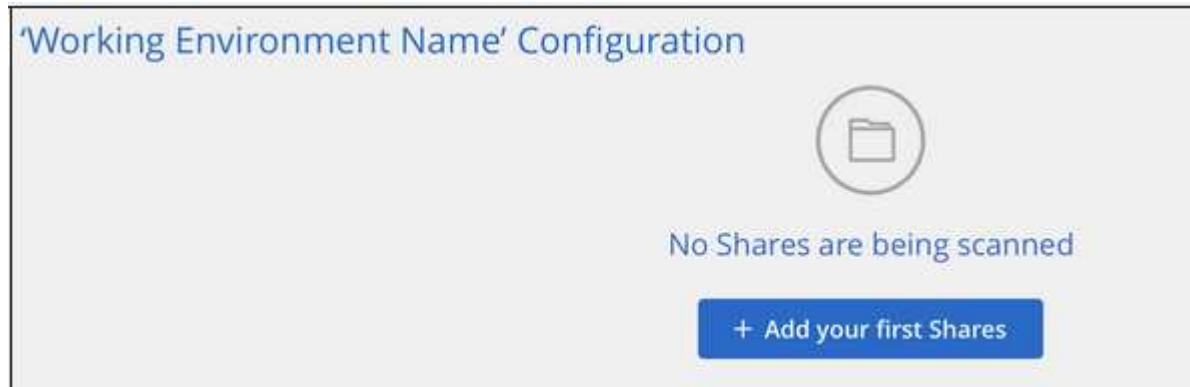 ‘Working Environment Name’ Configuration
No Shares are being scanned
+ Add your first Shares